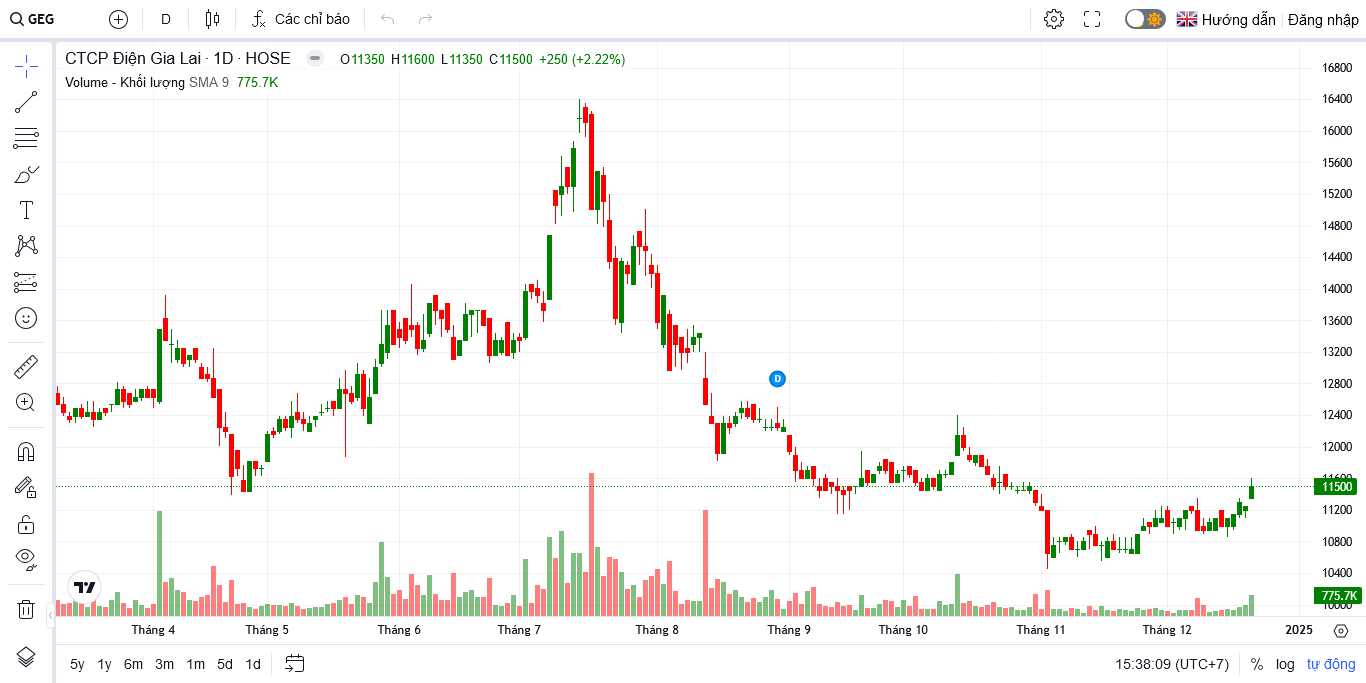 GEG D Các chỉ báo Hướng dẫn Đăng nhập
CTCP Điện Gia Lai · 1D · HOSE O11350 H11600 L11350 C11500 +250 (+2.22%)
Volume - Khối lượng SMA 9 775.7K
16800
16400
16000
15600
15200
14800
14400
14000
13600
13200
D
12800
12400
12000
11600
11500
11200
10800
10400
775.7K
10000
Tháng 4 Tháng 5 Tháng 6 Tháng 7 Tháng 8 Tháng 9 Tháng 10 Tháng 11 Tháng 12 2025
5y 1y 6m 3m 1m 5d 1d 15:38:09 (UTC+7) % log tự động